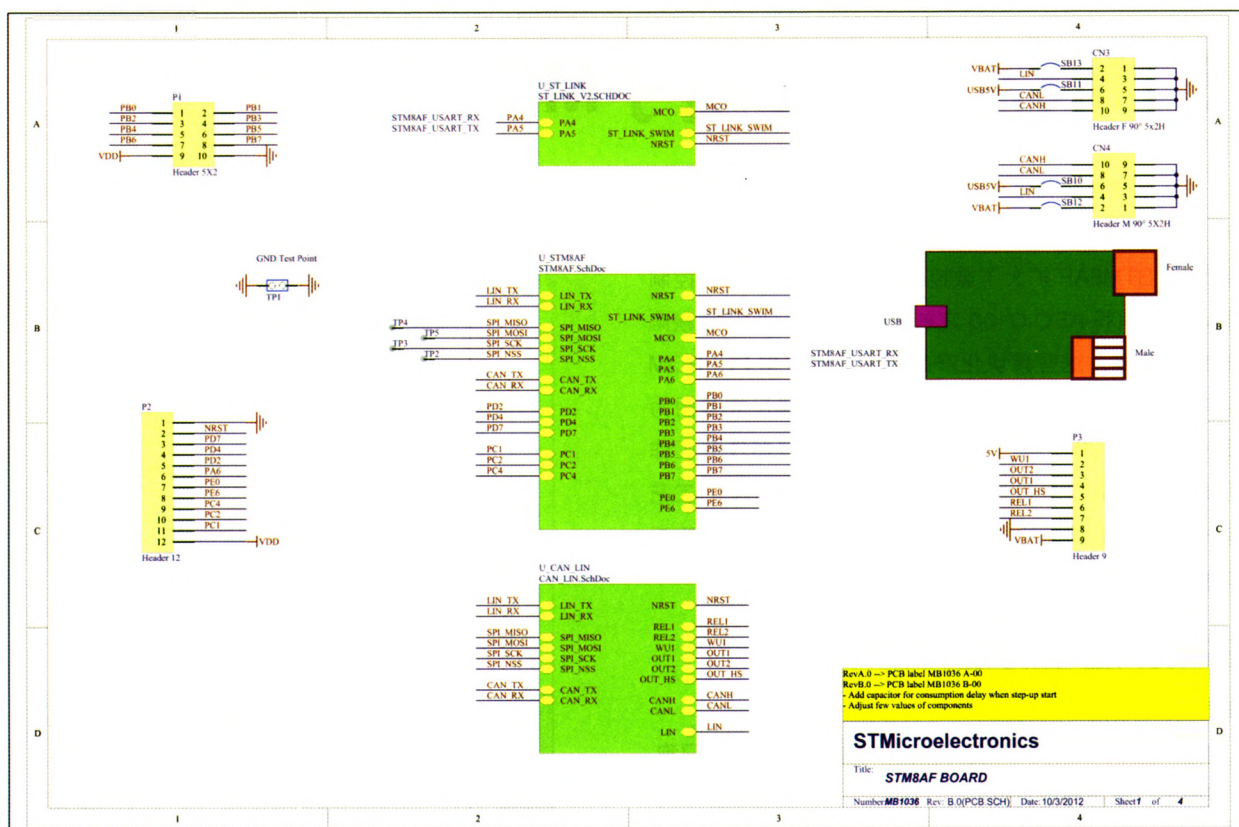 1 2 3 4
A
B
C
D
P1
PB0 1 2 PB1
PB2 3 4 PB3
PB4 5 6 PB5
PB6 7 8 PB7
VDD 9 10
Header 5X2
U_ST_LINK
ST_LINK_V2.SCHDOC
MCO MCO
STM8AF_USART_RX PA4 PA4
STM8AF_USART_TX PA5 PA5
ST_LINK_SWIM ST_LINK_SWIM
NRST NRST
CN3
VBAT SB13 2 1
LIN 4 3
USB5V SB11 6 5
CANL 8 7
CANH 10 9
Header F 90° 5x2H
CN4
CANH 10 9
CANL 8 7
USB5V SB10 6 5
LIN 4 3
VBAT SB12 2 1
Header M 90° 5X2H
GND Test Point
TP1
U_STM8AF
STM8AF.SchDoc
LIN_TX LIN_TX NRST NRST
LIN_RX LIN_RX
ST_LINK_SWIM ST_LINK_SWIM
TP4 SPI_MISO SPI_MISO
TP5 SPI_MOSI SPI_MOSI MCO MCO
TP3 SPI_SCK SPI_SCK
TP2 SPI_NSS SPI_NSS PA4 PA4 STM8AF_USART_RX
PA5 PA5 STM8AF_USART_TX
CAN_TX CAN_TX PA6 PA6
CAN_RX CAN_RX
PB0 PB0
PD2 PD2 PB1 PB1
PD4 PD4 PB2 PB2
PD7 PD7 PB3 PB3
PB4 PB4
PC1 PC1 PB5 PB5
PC2 PC2 PB6 PB6
PC4 PC4 PB7 PB7
PE0 PE0
PE6 PE6
Female
USB
Male
P2
1
NRST 2
PD7 3
PD4 4
PD2 5
PA6 6
PE0 7
PE6 8
PC4 9
PC2 10
PC1 11
12 VDD
Header 12
P3
5V 1
WU1 2
OUT2 3
OUT1 4
OUT_HS 5
REL1 6
REL2 7
8
VBAT 9
Header 9
U_CAN_LIN
CAN_LIN.SchDoc
LIN_TX LIN_TX NRST NRST
LIN_RX LIN_RX
REL1 REL1
SPI_MISO SPI_MISO REL2 REL2
SPI_MOSI SPI_MOSI WU1 WU1
SPI_SCK SPI_SCK OUT1 OUT1
SPI_NSS SPI_NSS OUT2 OUT2
OUT_HS OUT_HS
CAN_TX CAN_TX
CAN_RX CAN_RX CANH CANH
CANL CANL
LIN LIN
RevA.0 --> PCB label MB1036 A-00
RevB.0 --> PCB label MB1036 B-00
- Add capacitor for consumption delay when step-up start
- Adjust few values of components
STMicroelectronics
Title:
STM8AF BOARD
Number:MB1036 Rev: B.0(PCB SCH) Date: 10/3/2012 Sheet1 of 4
A
B
C
D
1 2 3 4